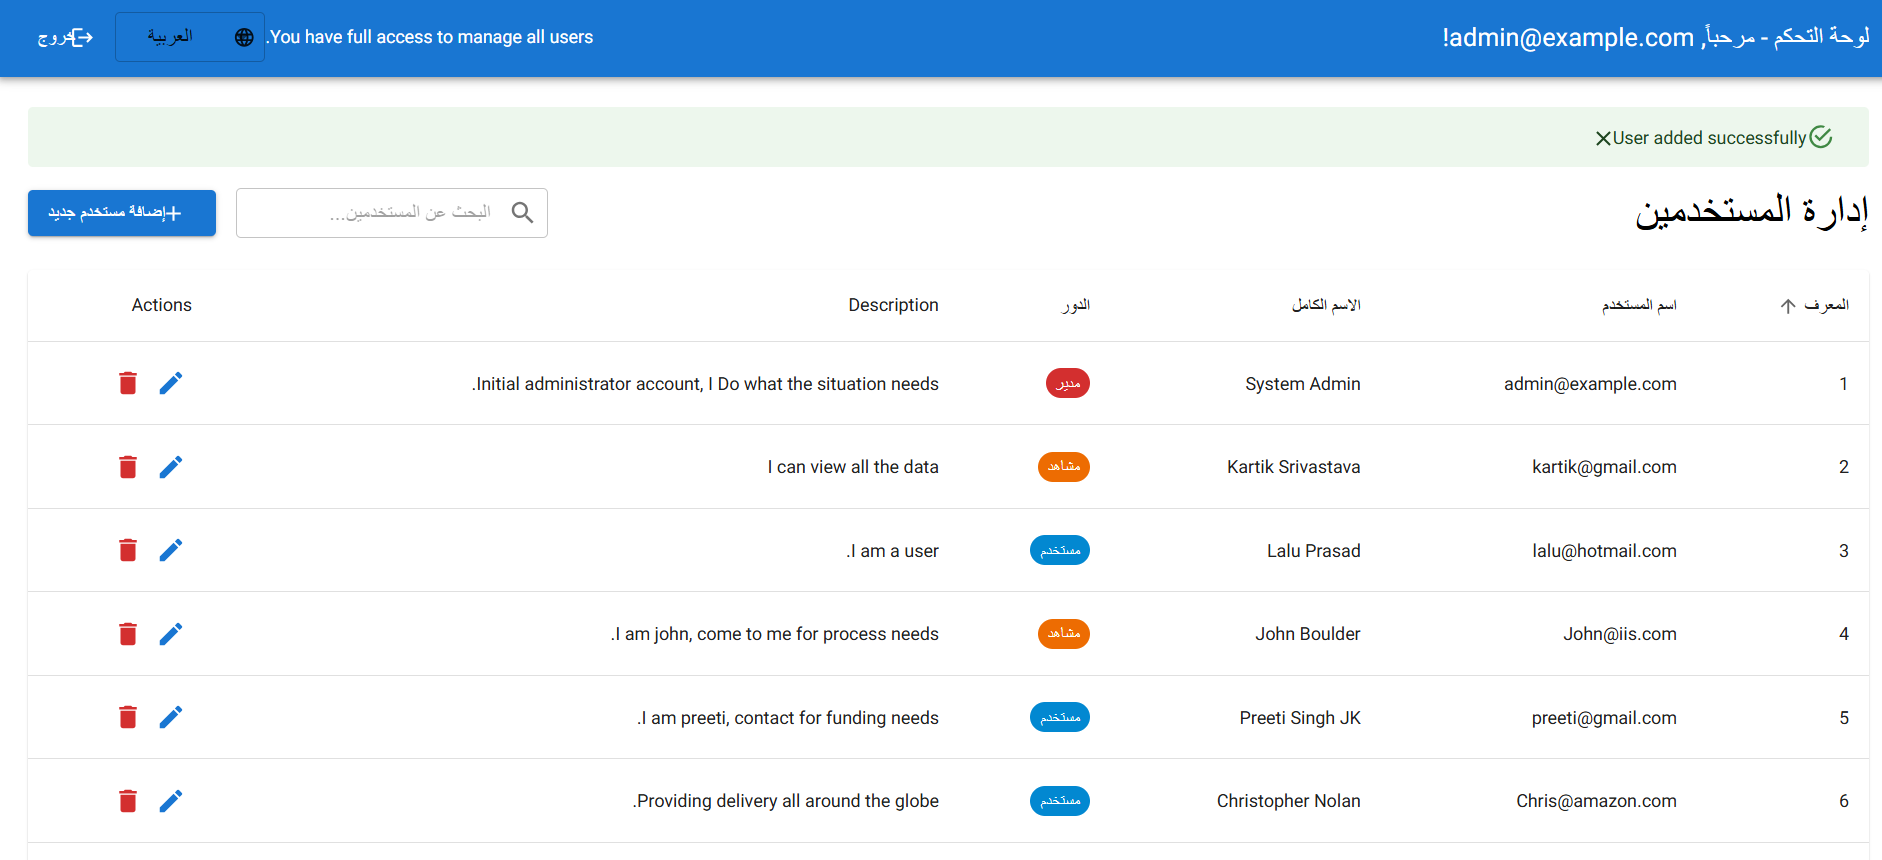 لوحة التحكم - مرحباً, admin@example.com!
You have full access to manage all users.
العربية
خروج
User added successfully
إدارة المستخدمين
البحث عن المستخدمين...
إضافة مستخدم جديد
المعرف اسم المستخدم الاسم الكامل الدور Description Actions
1 admin@example.com System Admin مدير Initial administrator account, I Do what the situation needs.
2 kartik@gmail.com Kartik Srivastava مشاهد I can view all the data
3 lalu@hotmail.com Lalu Prasad مستخدم I am a user.
4 John@iis.com John Boulder مشاهد I am john, come to me for process needs.
5 preeti@gmail.com Preeti Singh JK مستخدم I am preeti, contact for funding needs.
6 Chris@amazon.com Christopher Nolan مستخدم Providing delivery all around the globe.